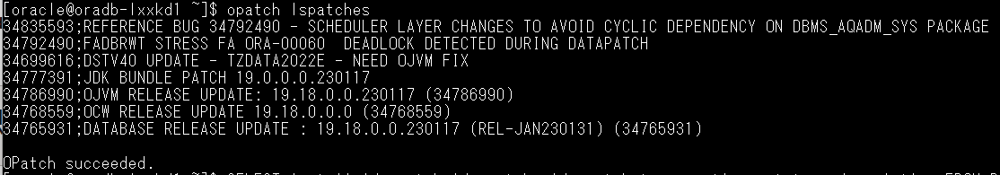 [oracle@oradb-lxxkd1 ~]$ opatch lspatches
34835593;REFERENCE BUG 34792490 - SCHEDULER LAYER CHANGES TO AVOID CYCLIC DEPENDENCY ON DBMS_AQADM_SYS PACKAGE
34792490;FADBRWT STRESS FA ORA-00060  DEADLOCK DETECTED DURING DATAPATCH
34699616;DSTV40 UPDATE - TZDATA2022E - NEED OJVM FIX
34777391;JDK BUNDLE PATCH 19.0.0.0.230117
34786990;OJVM RELEASE UPDATE: 19.18.0.0.230117 (34786990)
34768559;OCW RELEASE UPDATE 19.18.0.0.0 (34768559)
34765931;DATABASE RELEASE UPDATE : 19.18.0.0.230117 (REL-JAN230131) (34765931)
OPatch succeeded.